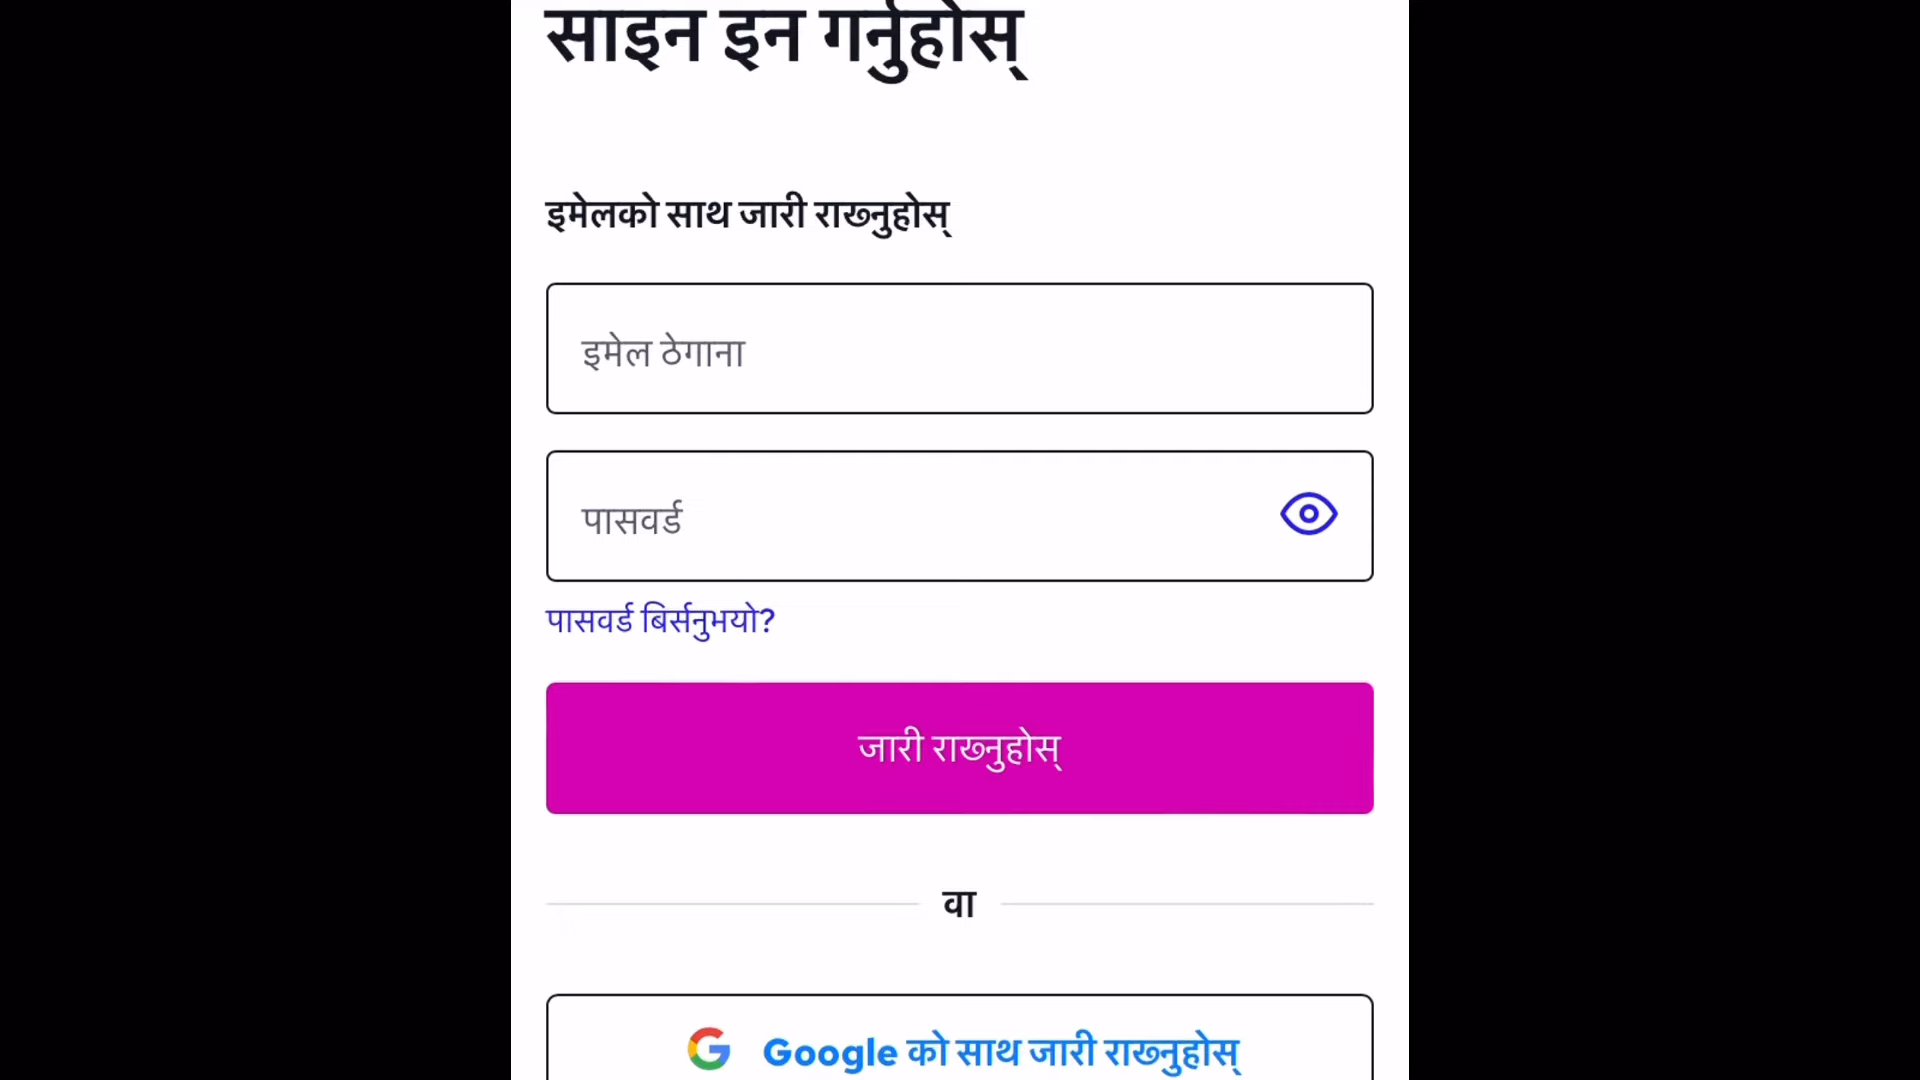 साइन इन गर्नुहोस्
इमेलको साथ जारी राख्नुहोस्
इमेल ठेगाना
पासवर्ड
पासवर्ड बिर्सनुभयो?
जारी राख्नुहोस्
वा
Google को साथ जारी राख्नुहोस्